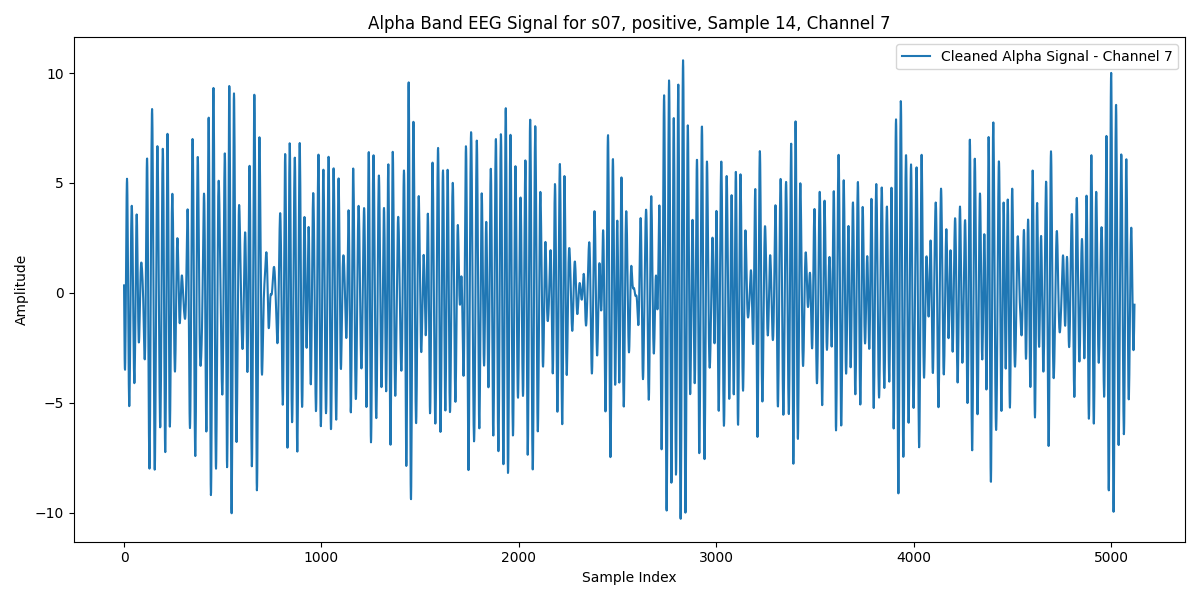 Alpha Band EEG Signal for s07, positive, Sample 14, Channel 7
Cleaned Alpha Signal - Channel 7
Amplitude
10
5
0
−5
−10
0 1000 2000 3000 4000 5000
Sample Index